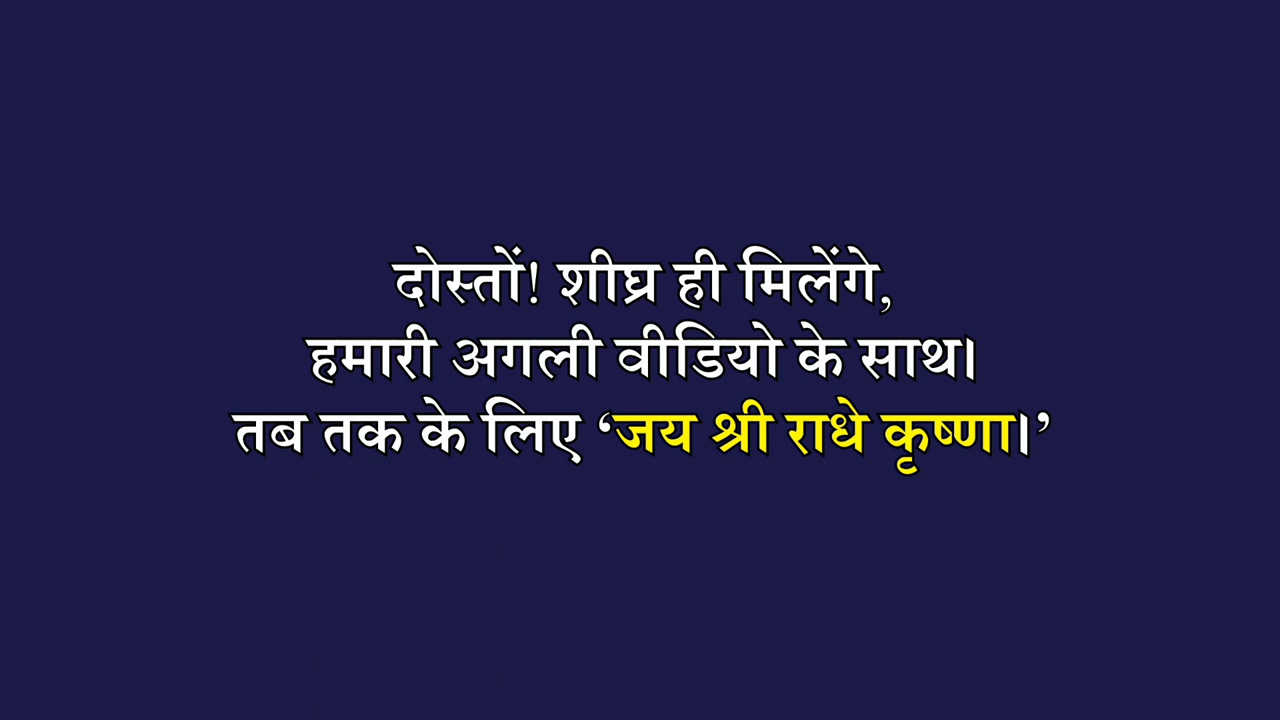 दोस्तों! शीघ्र ही मिलेंगे,
हमारी अगली वीडियो के साथ।
तब तक के लिए ‘जय श्री राधे कृष्णा।’